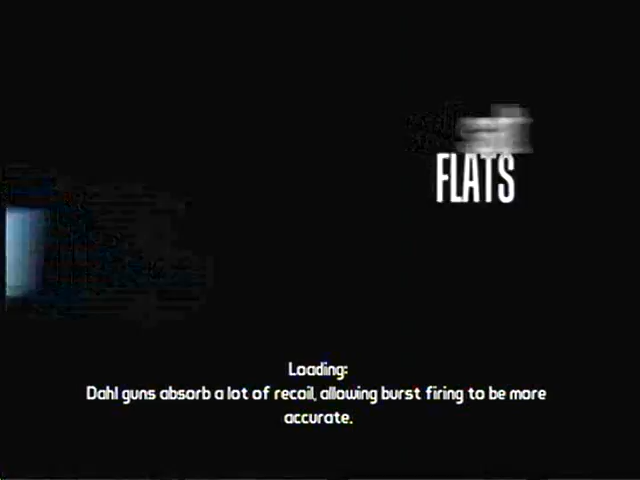 FLATS
Loading:
Dahl guns absorb a lot of recoil, allowing burst firing to be more
accurate.